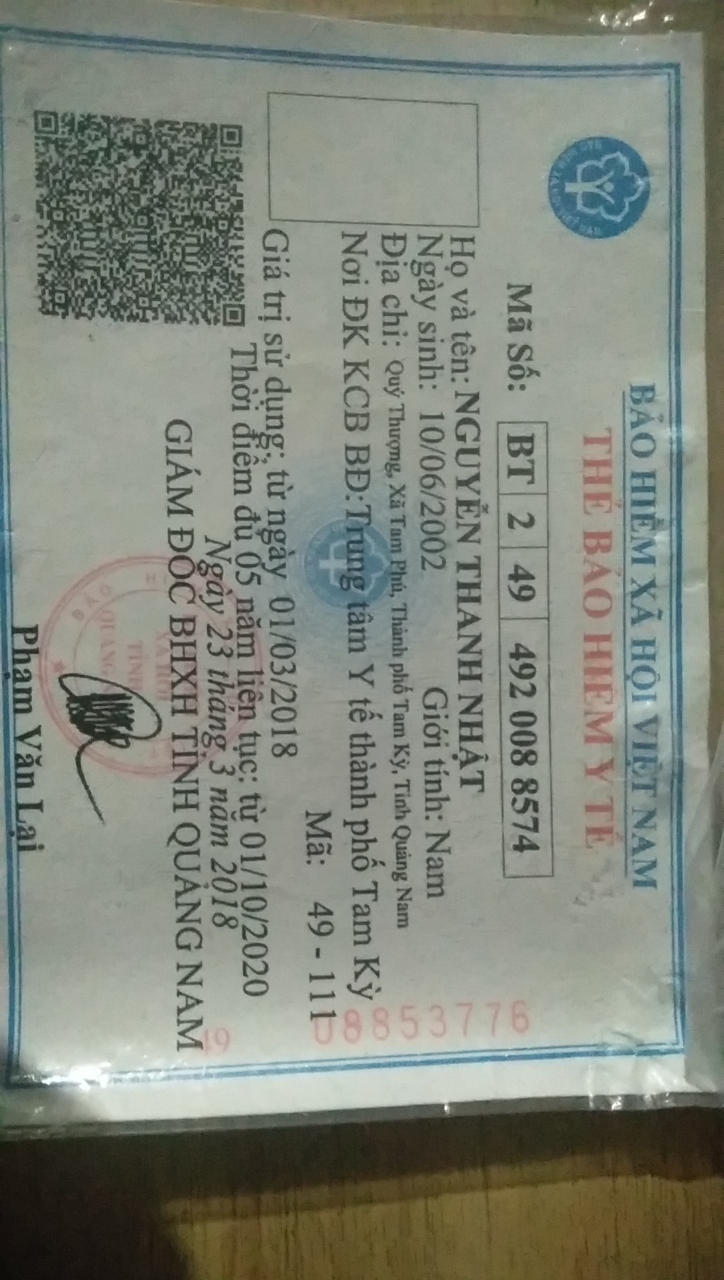 BẢO HIỂM XÃ HỘI VIỆT NAM
THẺ BẢO HIỂM Y TẾ
Mã Số: BT 2 49 492 008 8574
Họ và tên: NGUYỄN THANH NHẬT
Ngày sinh: 10/06/2002 Giới tính: Nam
Địa chỉ: Quý Thượng, Xã Tam Phú, Thành phố Tam Kỳ, Tỉnh Quảng Nam
Nơi ĐK KCB BĐ: Trung tâm Y tế thành phố Tam Kỳ
Mã: 49 - 111
Giá trị sử dụng: từ ngày 01/03/2018
Thời điểm đủ 05 năm liên tục: từ 01/10/2020
Ngày 23 tháng 3 năm 2018
GIÁM ĐỐC BHXH TỈNH QUẢNG NAM
Phạm Văn Lại
08853776
49